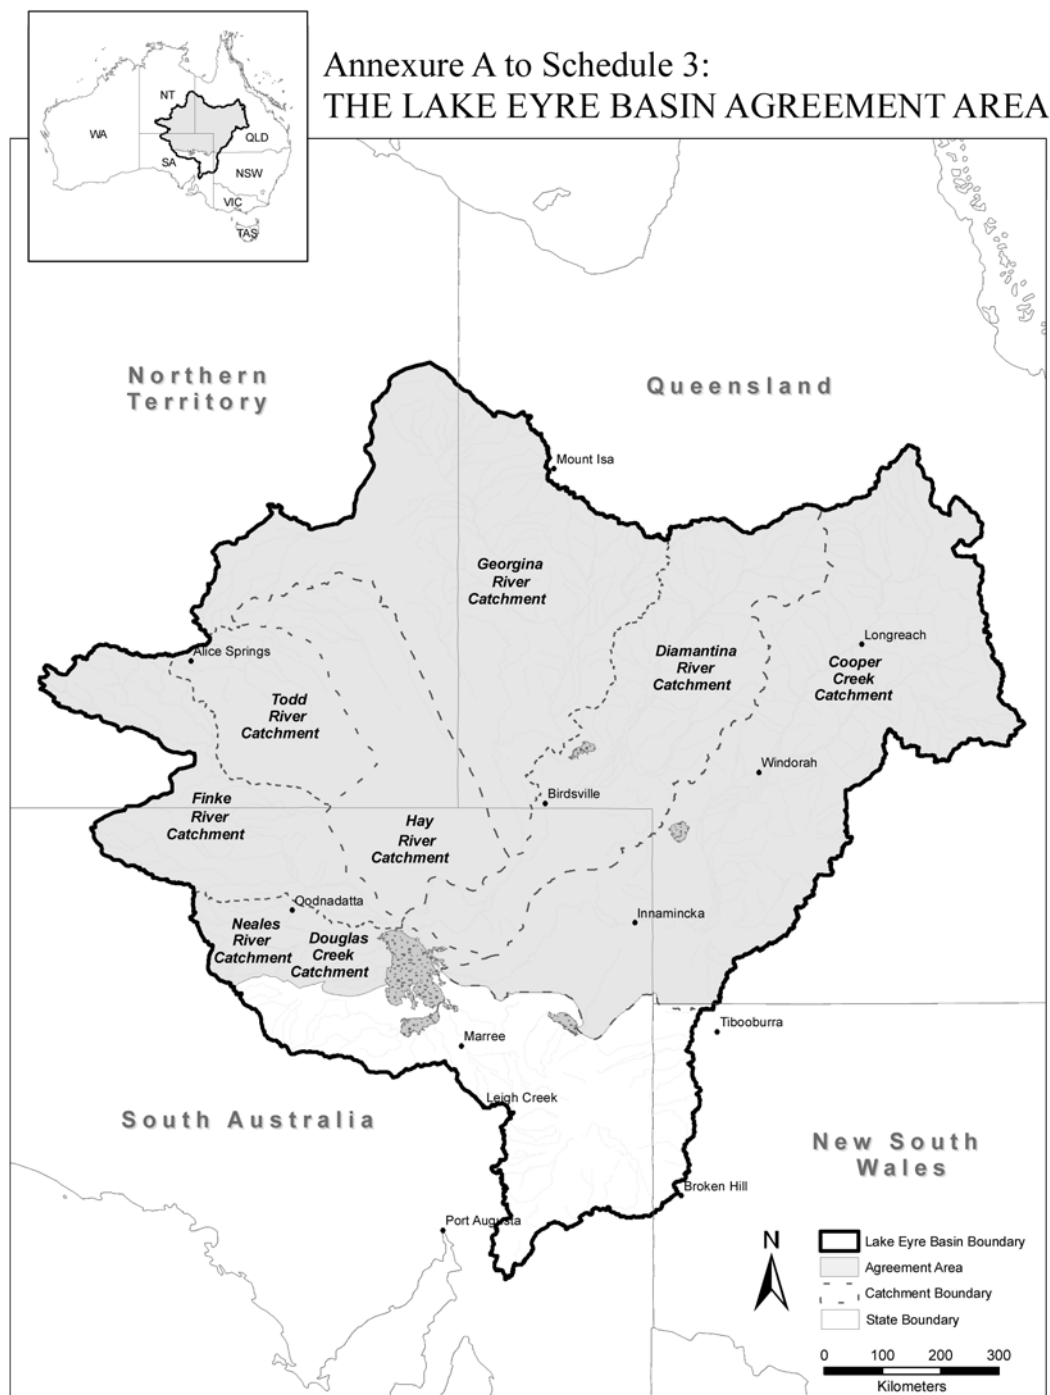 Annexure A to Schedule 3:
THE LAKE EYRE BASIN AGREEMENT AREA
NT
WA
QLD
SA
NSW
VIC
TAS
Northern
Territory
Queensland
Mount Isa
Georgina
River
Catchment
Longreach
Alice Springs
Diamantina
River
Catchment
Cooper
Creek
Catchment
Todd
River
Catchment
Windorah
Birdsville
Finke
River
Catchment
Hay
River
Catchment
Oodnadatta
Innamincka
Neales
River
Catchment
Douglas
Creek
Catchment
Tibooburra
Marree
Leigh Creek
South Australia
New South
Wales
Broken Hill
Port Augusta
N
Lake Eyre Basin Boundary
Agreement Area
Catchment Boundary
State Boundary
0 100 200 300
Kilometers